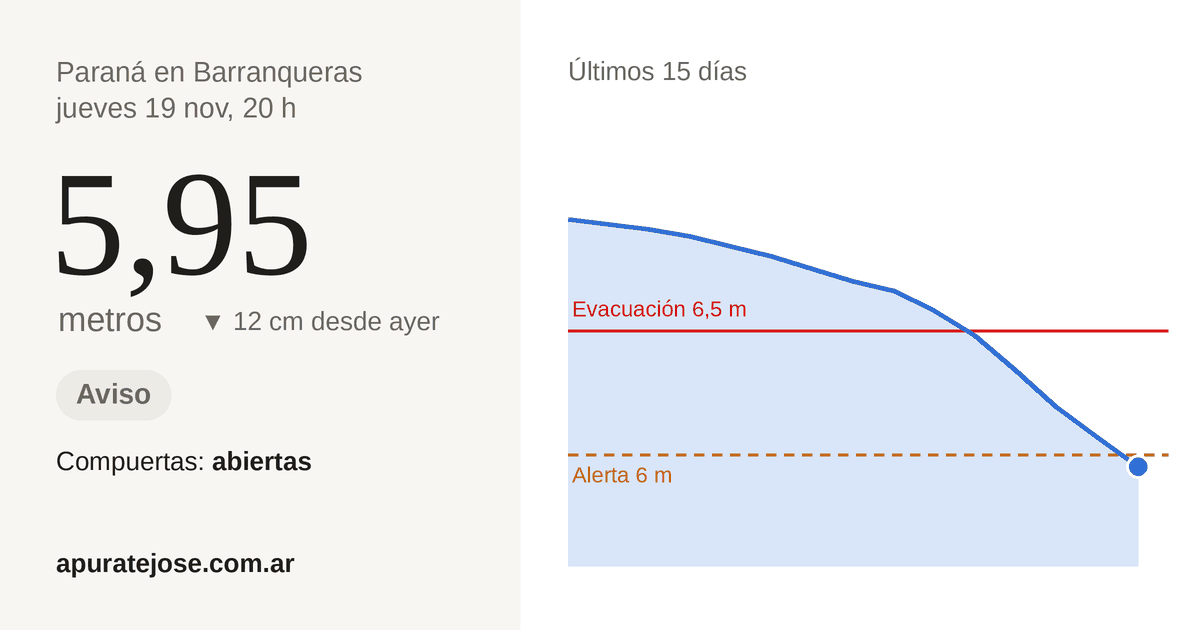 Paraná en Barranqueras
jueves 19 nov, 20 h
5,95
metros ▼ 12 cm desde ayer
Aviso
Compuertas: abiertas
apuratejose.com.ar
Últimos 15 días
Evacuación 6,5 m
Alerta 6 m